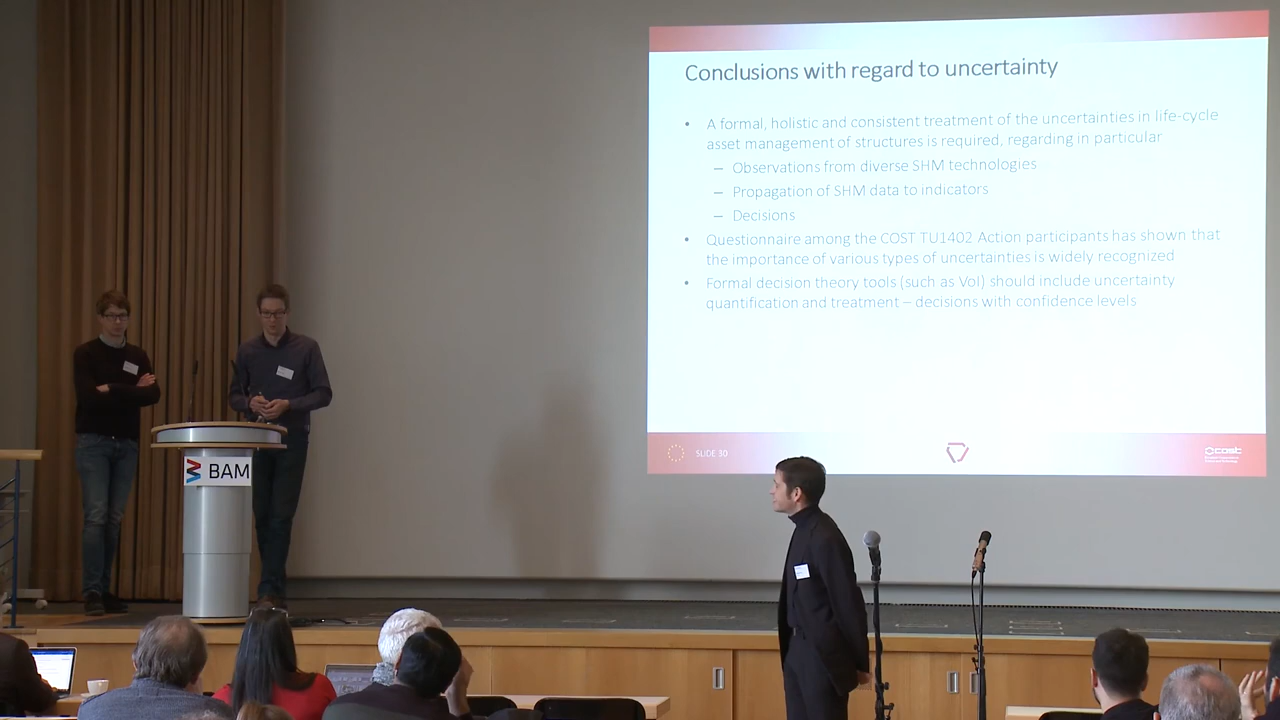 Conclusions with regard to uncertainty
• A formal, holistic and consistent treatment of the uncertainties in life-cycle
asset management of structures is required, regarding in particular
– Observations from diverse SHM technologies
– Propagation of SHM data to indicators
– Decisions
• Questionnaire among the COST TU1402 Action participants has shown that
the importance of various types of uncertainties is widely recognized
• Formal decision theory tools (such as VoI) should include uncertainty
quantification and treatment – decisions with confidence levels
SLIDE 30
cost
BAM